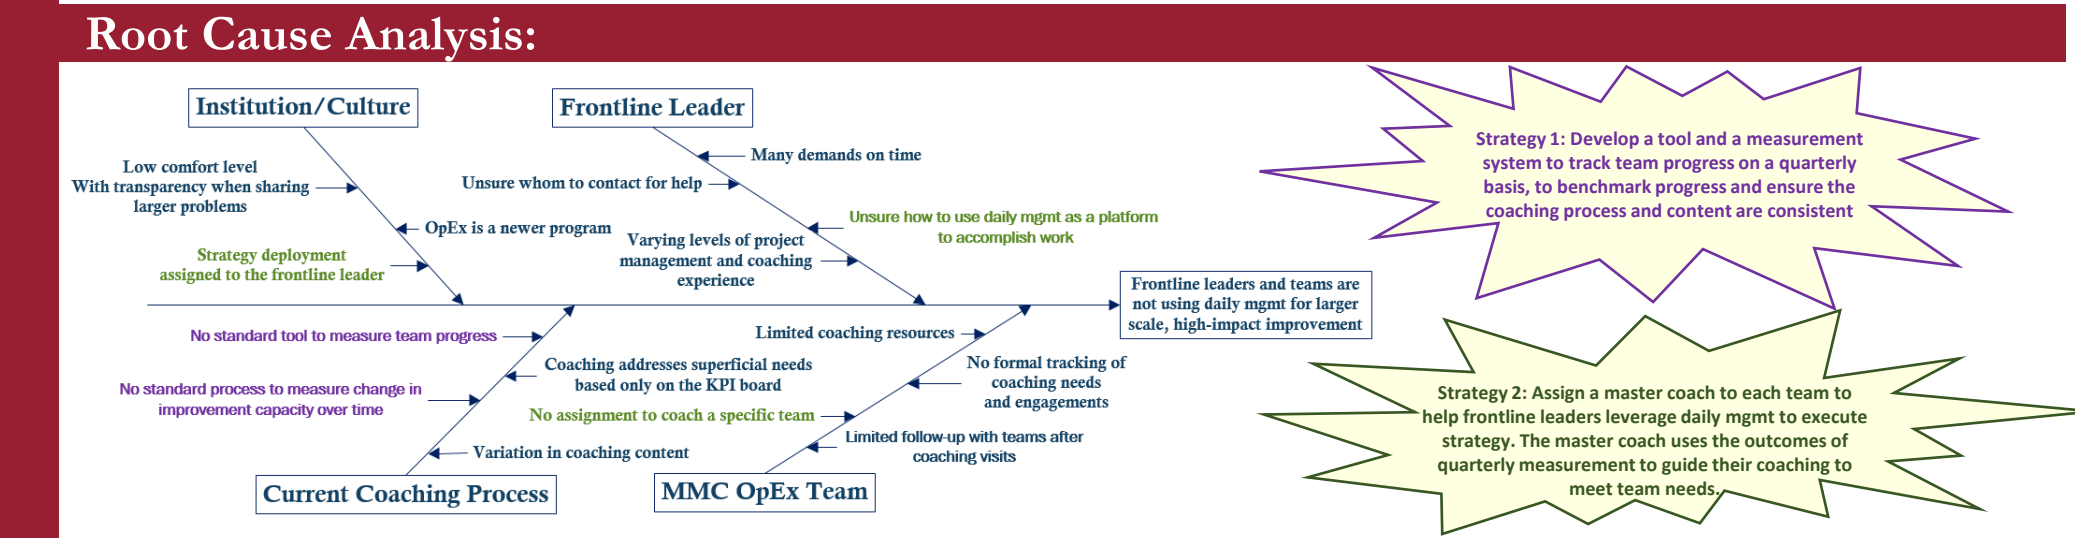 Root Cause Analysis:
Institution/Culture
Low comfort level
With transparency when sharing
larger problems
OpEx is a newer program
Strategy deployment
assigned to the frontline leader
Frontline Leader
Many demands on time
Unsure whom to contact for help
Unsure how to use daily mgmt as a platform
to accomplish work
Varying levels of project
management and coaching
experience
Frontline leaders and teams are
not using daily mgmt for larger
scale, high-impact improvement
No standard tool to measure team progress
Coaching addresses superficial needs
based only on the KPI board
No standard process to measure change in
improvement capacity over time
Variation in coaching content
Current Coaching Process
Limited coaching resources
No formal tracking of
coaching needs
and engagements
No assignment to coach a specific team
Limited follow-up with teams after
coaching visits
MMC OpEx Team
Strategy 1: Develop a tool and a measurement
system to track team progress on a quarterly
basis, to benchmark progress and ensure the
coaching process and content are consistent
Strategy 2: Assign a master coach to each team to
help frontline leaders leverage daily mgmt to execute
strategy. The master coach uses the outcomes of
quarterly measurement to guide their coaching to
meet team needs.